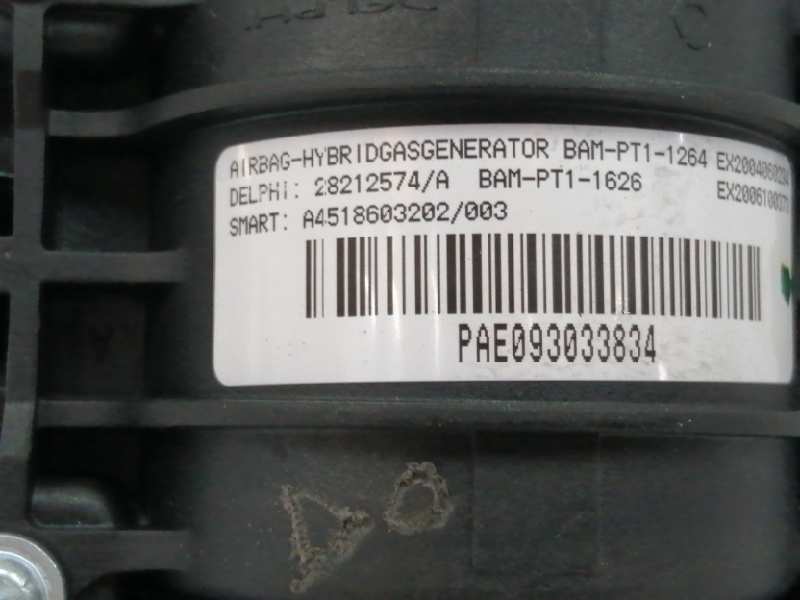 AIRBAG-HYBRIDGASGENERATOR BAM-PT1-1264
DELPHI: 28212574/A BAM-PT1-1626
SMART: A4518603202/003
PAE093033834